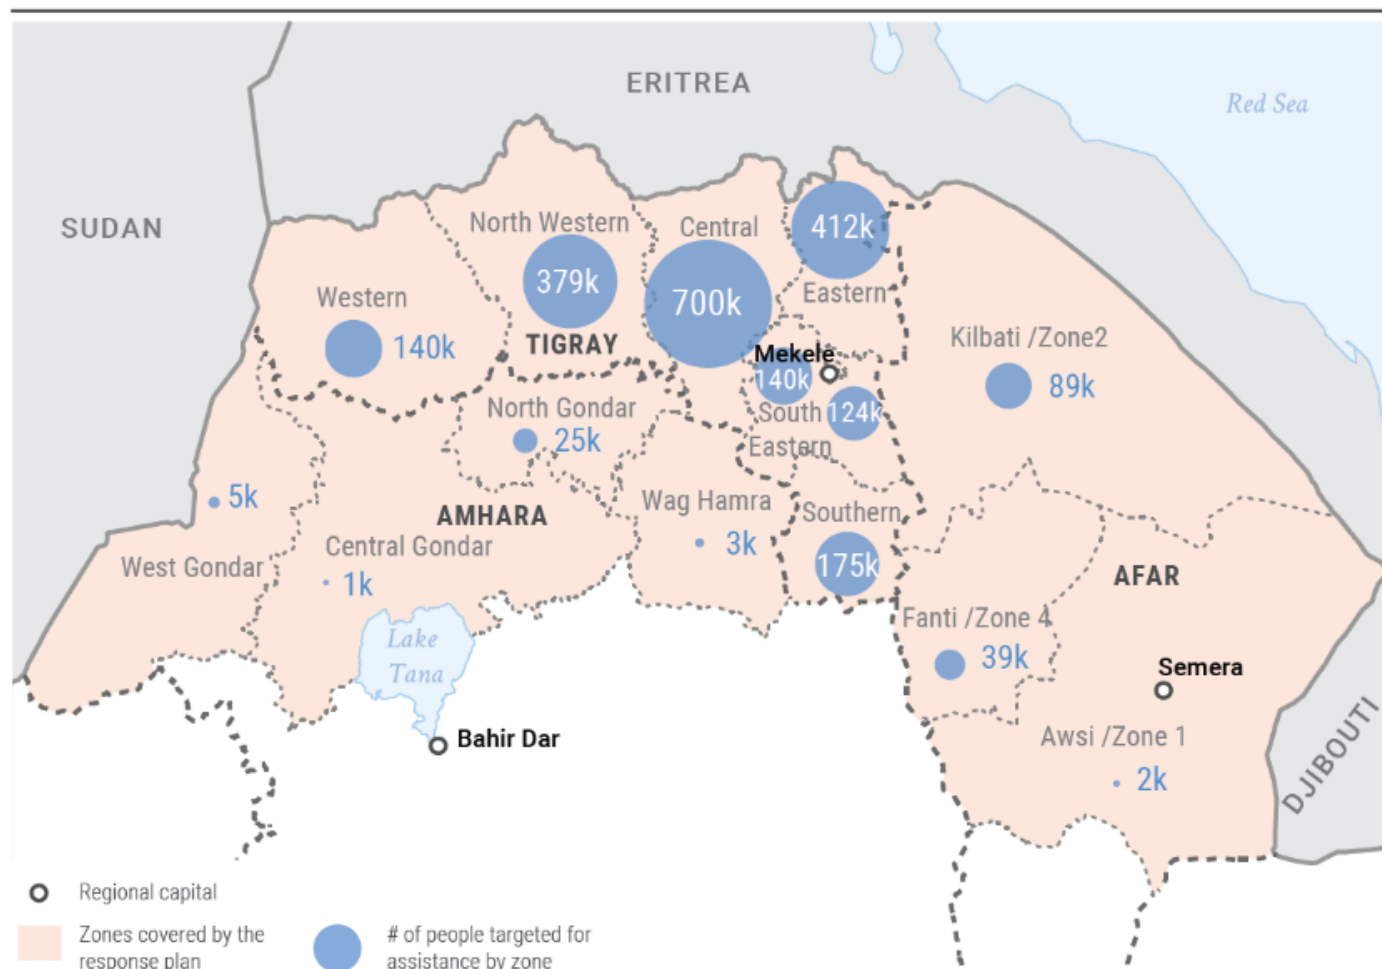 ERITREA
Red Sea
SUDAN
North Western
Central
412k
379k
Eastern
Western
700k
140k
TIGRAY
Mekele
Kilbati /Zone2
140k
89k
North Gondar
South
124k
25k
Eastern
5k
Wag Hamra
Southern
AMHARA
Central Gondar
3k
West Gondar
175k
AFAR
1k
Fanti /Zone 4
Lake
Tana
39k
Semera
Bahir Dar
Awsi /Zone 1
2k
DJIBOUTI
Regional capital
Zones covered by the
response plan
# of people targeted for
assistance by zone